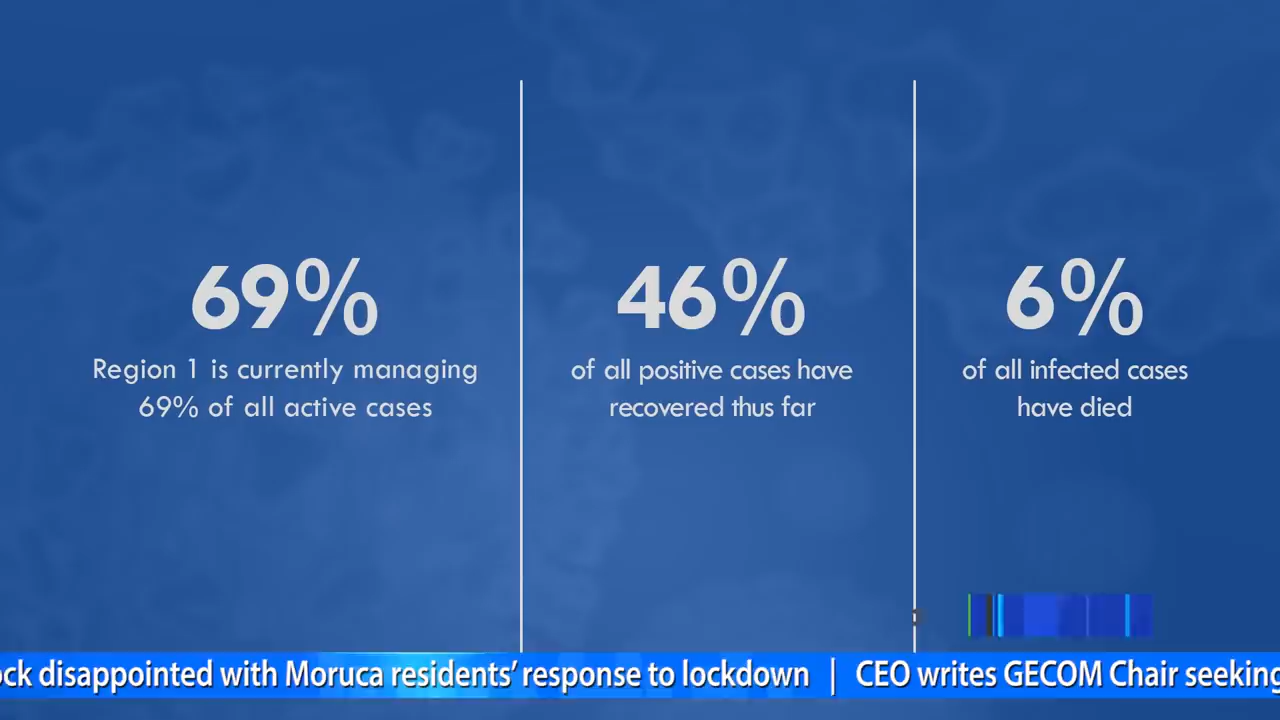 69%
Region 1 is currently managing
69% of all active cases
46%
of all positive cases have
recovered thus far
6%
of all infected cases
have died
disappointed with Moruca residents’ response to lockdown | CEO writes GECOM Chair seeking